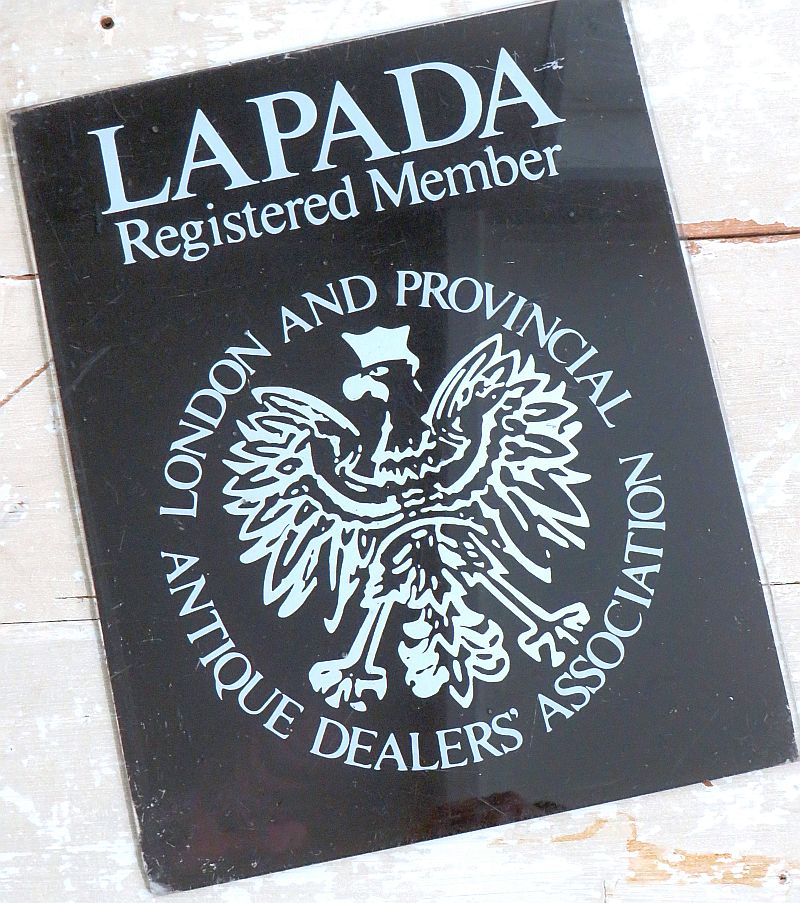 LAPADA
Registered Member
LONDON AND PROVINCIAL
ANTIQUE DEALERS' ASSOCIATION